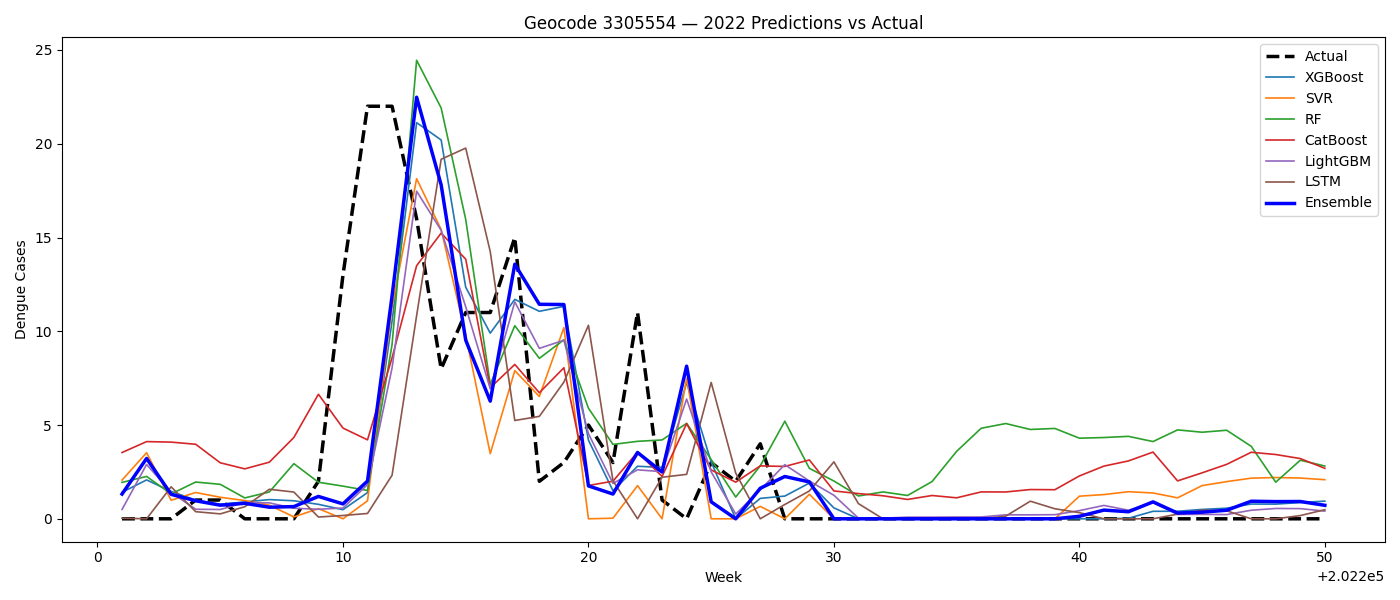 Geocode 3305554 — 2022 Predictions vs Actual
Dengue Cases
25
20
15
10
5
0
Actual
XGBoost
SVR
RF
CatBoost
LightGBM
LSTM
Ensemble
0 10 20 30 40 50
Week
+2.022e5